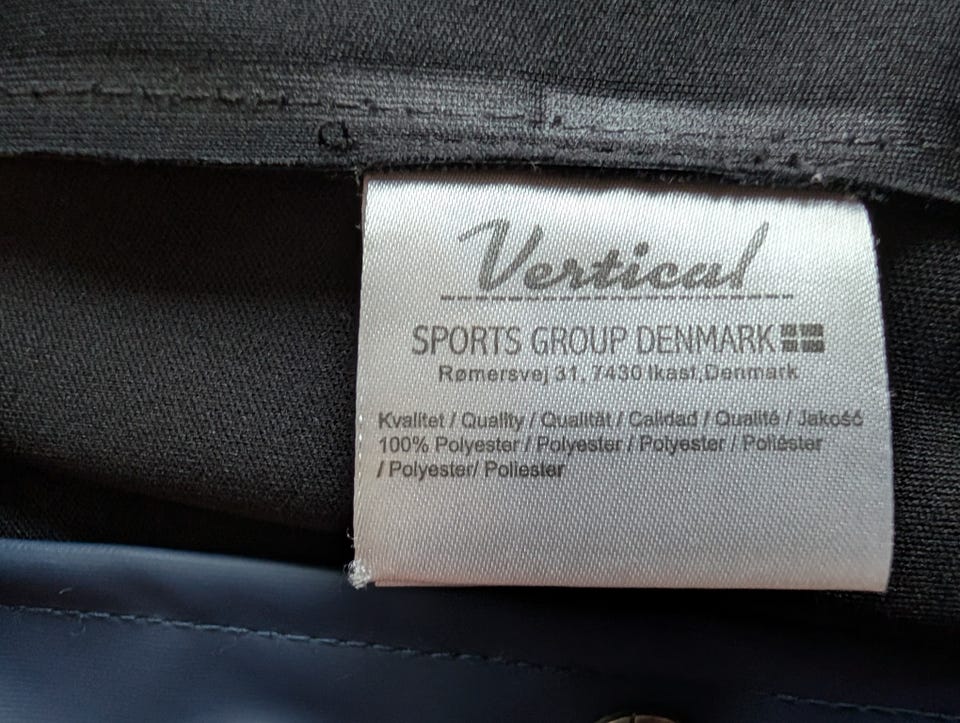 Vertical
SPORTS GROUP DENMARK
Rømersvej 31, 7430 Ikast, Denmark
Kvalitet / Quality / Qualität / Calidad / Qualité / Jakość
100% Polyester / Polyester / Polyester / Poliéster
/ Polyester/ Poliester